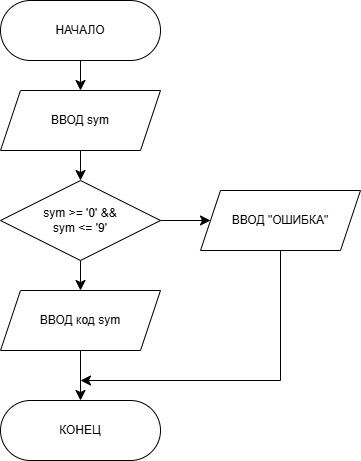 НАЧАЛО
ВВОД sym
sym >= '0' &&
sym <= '9'
ВВОД "ОШИБКА"
ВВОД код sym
КОНЕЦ